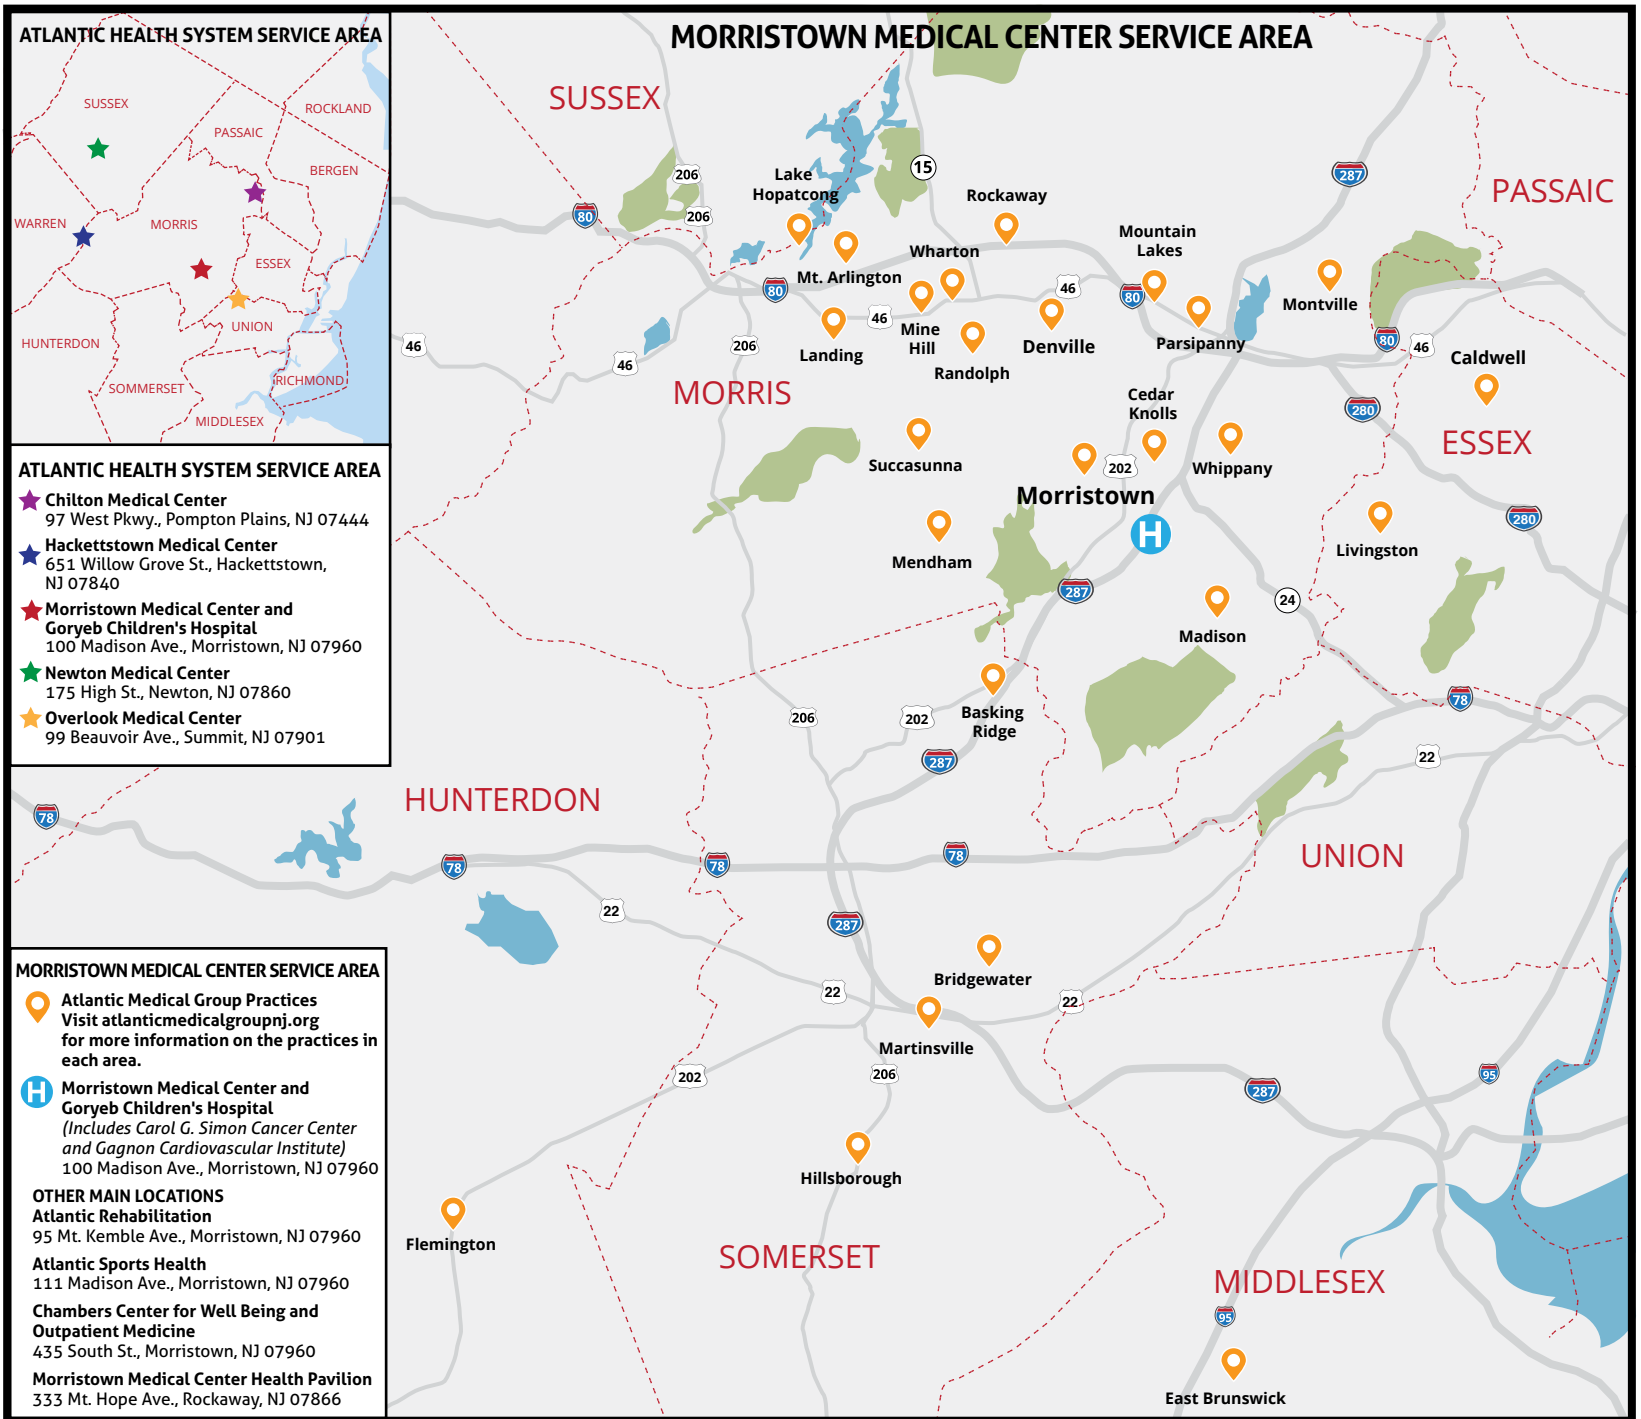 ATLANTIC HEALTH SYSTEM SERVICE AREA
SUSSEX
ROCKLAND
PASSAIC
BERGEN
WARREN
MORRIS
ESSEX
UNION
HUNTERDON
SOMMERSET
RICHMOND
MIDDLESEX
ATLANTIC HEALTH SYSTEM SERVICE AREA
Chilton Medical Center
97 West Pkwy., Pompton Plains, NJ 07444
Hackettstown Medical Center
651 Willow Grove St., Hackettstown,
NJ 07840
Morristown Medical Center and
Goryeb Children's Hospital
100 Madison Ave., Morristown, NJ 07960
Newton Medical Center
175 High St., Newton, NJ 07860
Overlook Medical Center
99 Beauvoir Ave., Summit, NJ 07901
MORRISTOWN MEDICAL CENTER SERVICE AREA
Atlantic Medical Group Practices
Visit atlanticmedicalgroupnj.org
for more information on the practices in
each area.
H
Morristown Medical Center and
Goryeb Children's Hospital
(Includes Carol G. Simon Cancer Center
and Gagnon Cardiovascular Institute)
100 Madison Ave., Morristown, NJ 07960
OTHER MAIN LOCATIONS
Atlantic Rehabilitation
95 Mt. Kemble Ave., Morristown, NJ 07960
Atlantic Sports Health
111 Madison Ave., Morristown, NJ 07960
Chambers Center for Well Being and
Outpatient Medicine
435 South St., Morristown, NJ 07960
Morristown Medical Center Health Pavilion
333 Mt. Hope Ave., Rockaway, NJ 07866
MORRISTOWN MEDICAL CENTER SERVICE AREA
SUSSEX
15
206
287
Lake
Hopatcong
PASSAIC
Rockaway
80
206
Mountain
Lakes
Wharton
Mt. Arlington
80
46
80
Montville
46
Mine
Hill
Landing
46
206
46
Denville
Parsipanny
80
46
Caldwell
Randolph
MORRIS
Cedar
Knolls
280
ESSEX
Succasunna
202
Whippany
Morristown
H
280
Mendham
Livingston
287
24
Madison
78
Basking
Ridge
206
202
22
287
HUNTERDON
78
78
78
78
UNION
22
287
Bridgewater
22
22
Martinsville
202
206
287
95
Hillsborough
Flemington
SOMERSET
MIDDLESEX
95
East Brunswick